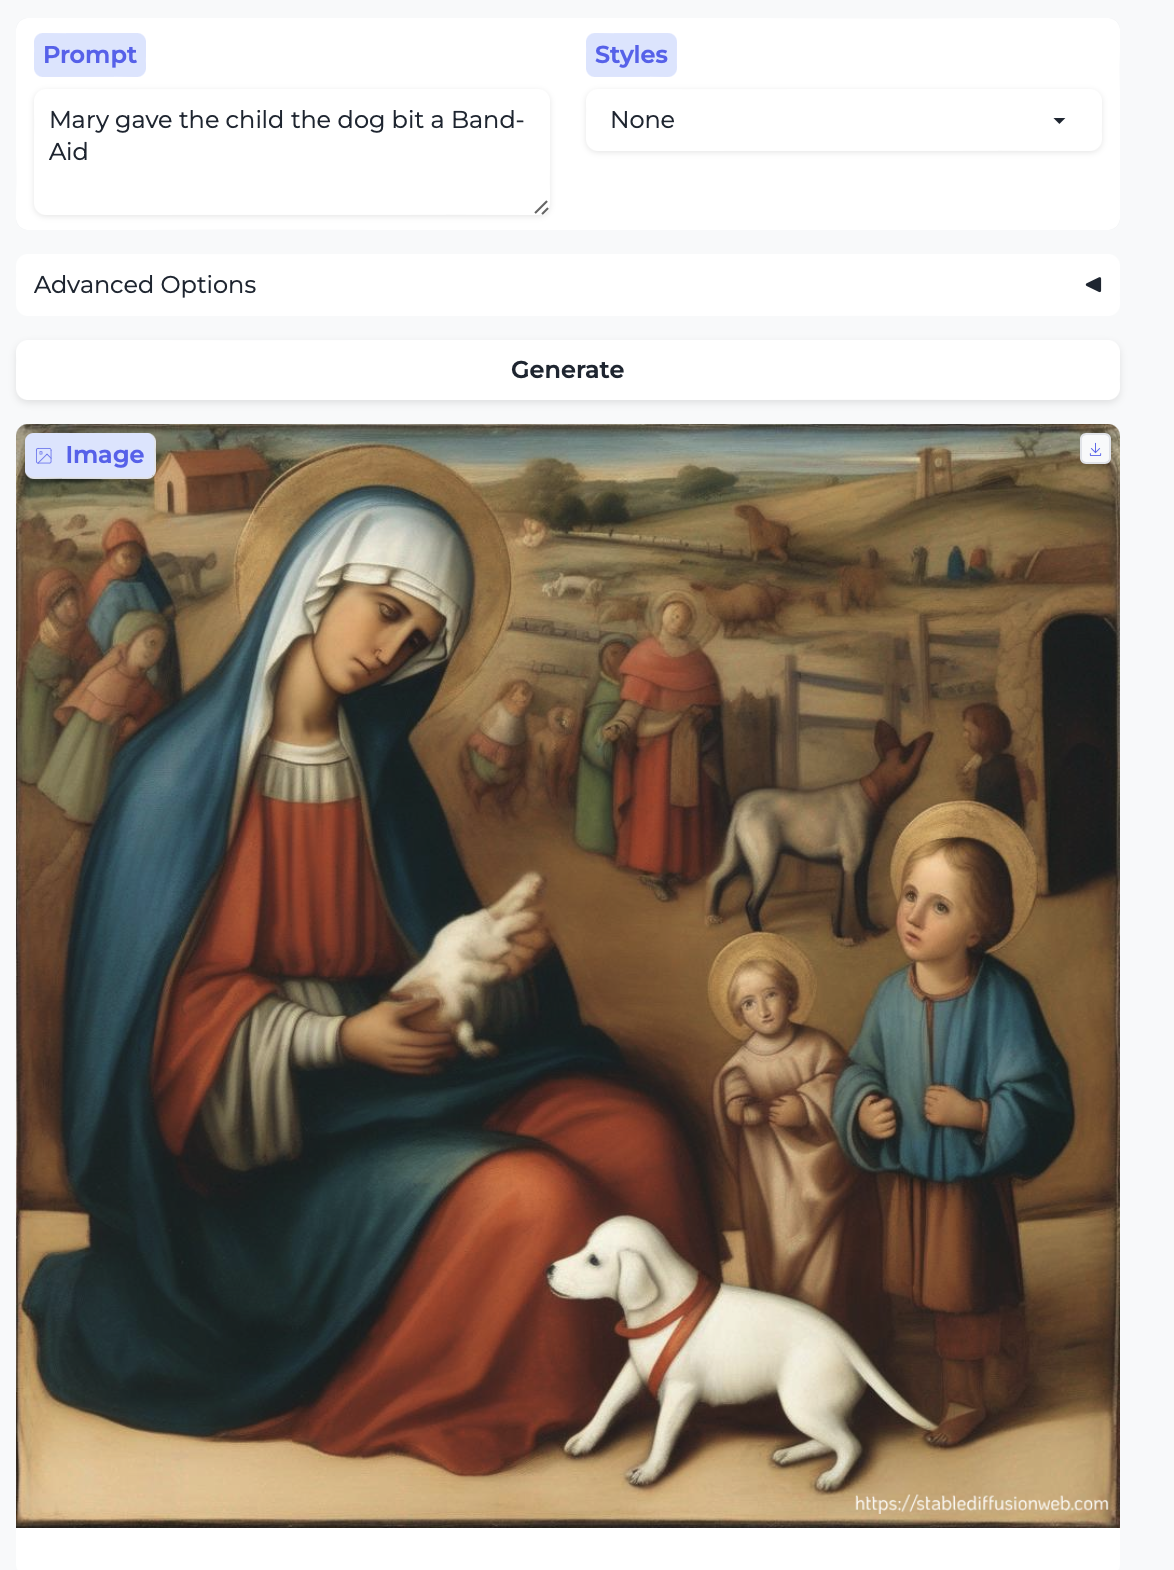 Prompt
Styles
Mary gave the child the dog bit a Band-
Aid
None
Advanced Options
Generate
Image
https://stablediffusionweb.com